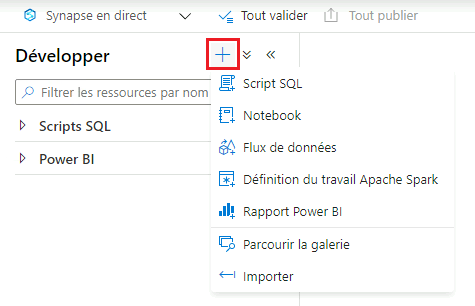 Synapse en direct Tout valider Tout publier
Développer
Filtrer les ressources par nom
Script SQL
Scripts SQL
Notebook
Power BI
Flux de données
Définition du travail Apache Spark
Rapport Power BI
Parcourir la galerie
Importer